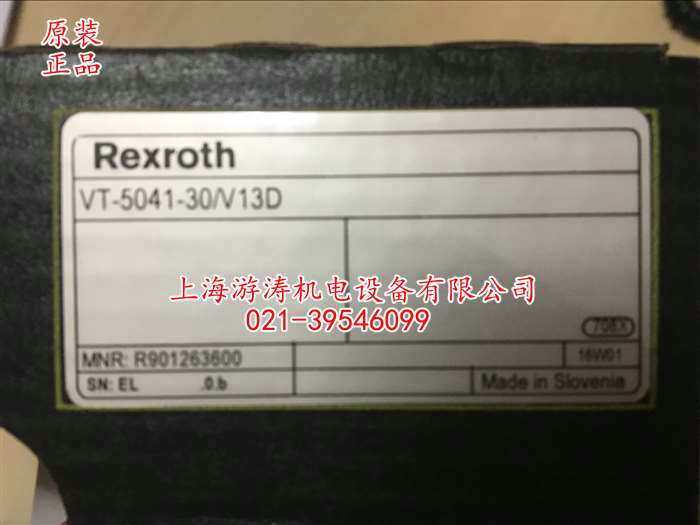 原装
正品
Rexroth
VT-5041-30/V13D
上海游涛机电设备有限公司
021-39546099
MNR: R901263600
16W01
SN: EL .0.b
Made in Slovenia